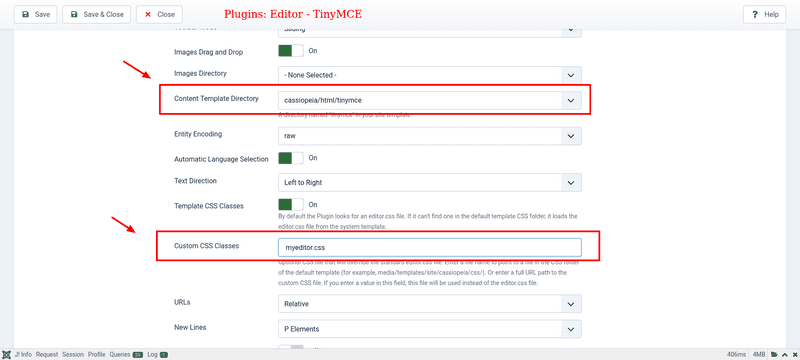 Save
Save & Close
Close
Plugins: Editor - TinyMCE
Help
Sliding
Images Drag and Drop
On
Images Directory
- None Selected -
Content Template Directory
cassiopeia/html/tinymce
A directory named "tinymce" in your site template.
Entity Encoding
raw
Automatic Language Selection
On
Text Direction
Left to Right
Template CSS Classes
On
By default the Plugin looks for an editor.css file. If it can't find one in the default template CSS folder, it loads the
editor.css file from the system template.
Custom CSS Classes
myeditor.css
Optional CSS file that will override the standard editor.css file. Enter a file name to point to a file in the CSS folder
of the default template (for example, media/templates/site/cassiopeia/css/). Or enter a full URL path to the
custom CSS file. If you enter a value in this field, this file will be used instead of the editor.css file.
URLs
Relative
New Lines
P Elements
J! Info Request Session Profile Queries Log 1 406ms 4MB